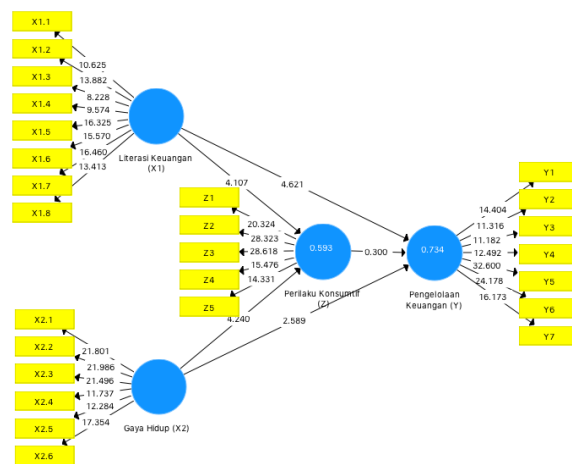 X1.1
X1.2
X1.3
X1.4
X1.5
X1.6
X1.7
X1.8
10.625
13.882
8.228
9.574
16.325
15.570
16.460
13.413
Literasi Keuangan
(X1)
4.107
4.621
Z1
Z2
Z3
Z4
Z5
20.324
28.323
28.618
15.476
14.331
0.593
Perilaku Konsumtif
(Z)
0.300
0.734
Pengelolaan
Keuangan (Y)
14.404
11.316
11.182
12.492
32.600
24.178
16.173
Y1
Y2
Y3
Y4
Y5
Y6
Y7
4.240
2.589
X2.1
X2.2
X2.3
X2.4
X2.5
X2.6
21.801
21.986
21.496
11.737
12.284
17.354
Gaya Hidup (X2)